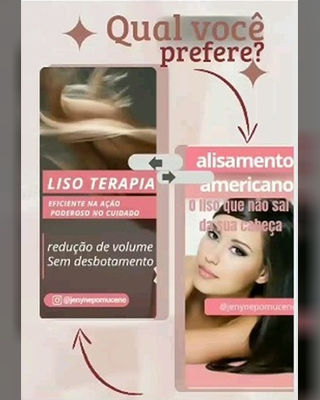 Qual você
prefere?
LISO TERAPIA
EFICIENTE NA AÇÃO
PODEROSO NO CUIDADO
redução de volume
Sem desbotamento
@jenynepomuceno
alisamento
americano
O liso que não sai
da sua cabeça
@jenynepomuceno